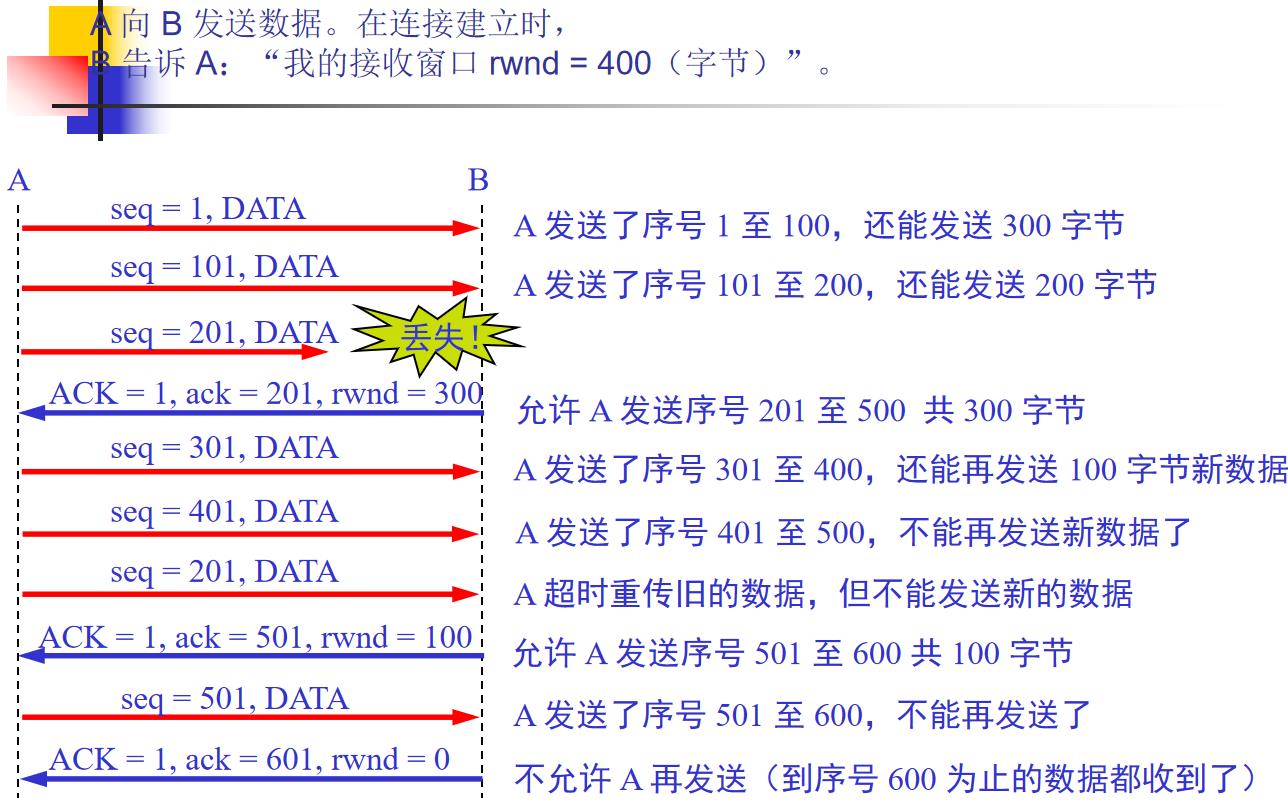 A 向 B 发送数据。在连接建立时，
B 告诉 A：“我的接收窗口 rwnd = 400（字节）”。
A B
seq = 1, DATA A 发送了序号 1 至 100，还能发送 300 字节
seq = 101, DATA A 发送了序号 101 至 200，还能发送 200 字节
seq = 201, DATA 丢失！
ACK = 1, ack = 201, rwnd = 300 允许 A 发送序号 201 至 500 共 300 字节
seq = 301, DATA A 发送了序号 301 至 400，还能再发送 100 字节新数据
seq = 401, DATA A 发送了序号 401 至 500，不能再发送新数据了
seq = 201, DATA A 超时重传旧的数据，但不能发送新的数据
ACK = 1, ack = 501, rwnd = 100 允许 A 发送序号 501 至 600 共 100 字节
seq = 501, DATA A 发送了序号 501 至 600，不能再发送了
ACK = 1, ack = 601, rwnd = 0 不允许 A 再发送（到序号 600 为止的数据都收到了）